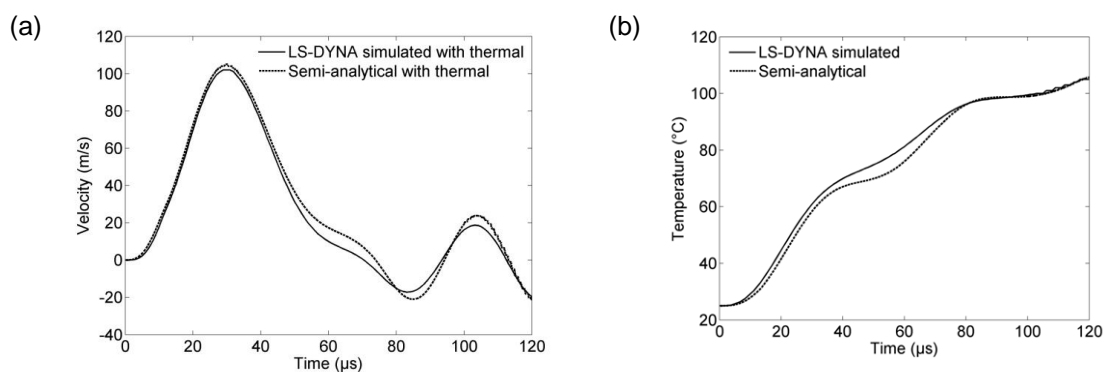 (a)
120
100
80
60
40
20
0
-20
-40
Velocity (m/s)
LS-DYNA simulated with thermal
Semi-analytical with thermal
0 20 40 60 80 100 120
Time (µs)
(b)
120
100
80
60
40
20
Temperature (°C)
LS-DYNA simulated
Semi-analytical
0 20 40 60 80 100 120
Time (µs)